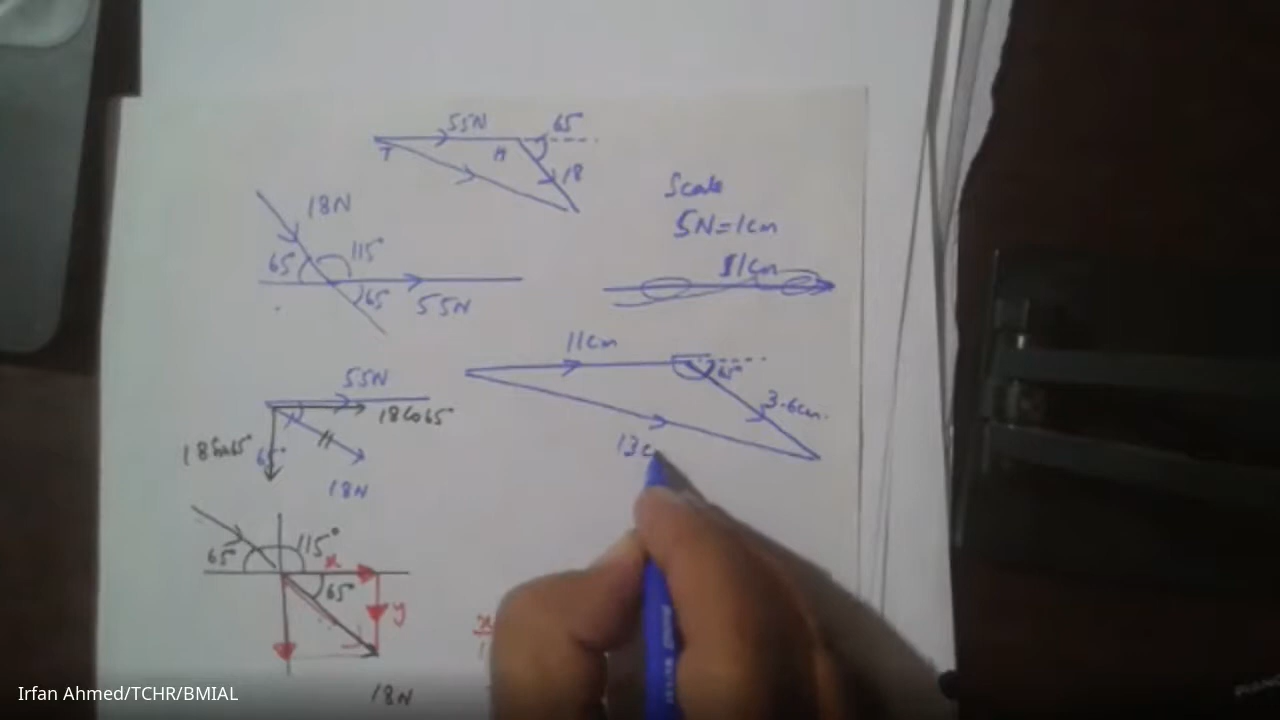 55N
65°
18
18N
65°
115°
65
55N
Scale
5N=1cm
11cm
11cm
65°
3.6cm.
13c
55N
18Cos65°
18Sin65°
65°
18N
65°
115°
x
65°
y
x
18N
Irfan Ahmed/TCHR/BMIAL